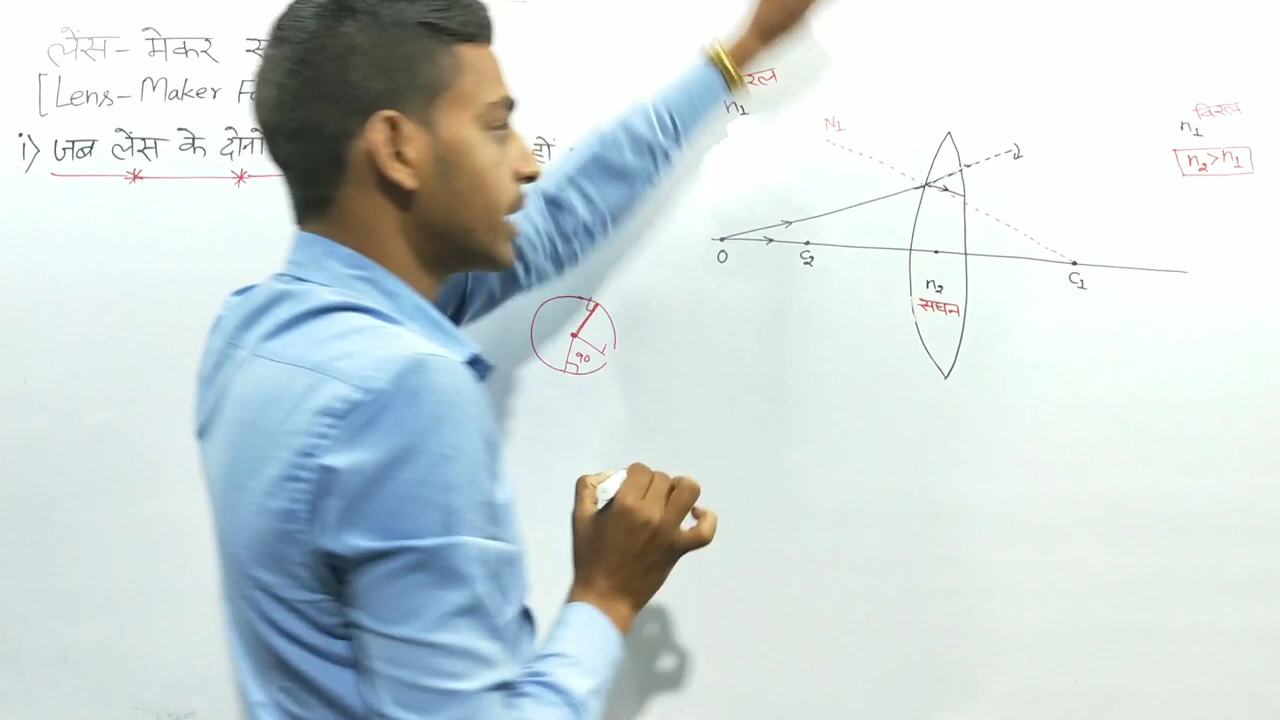 लेंस- मेकर
[Lens-Maker
i) जब लेंस के हों
n₁
N₁
विरल
n₁
n₂>n₁
O
C₂
C₁
n₂
सघन
90